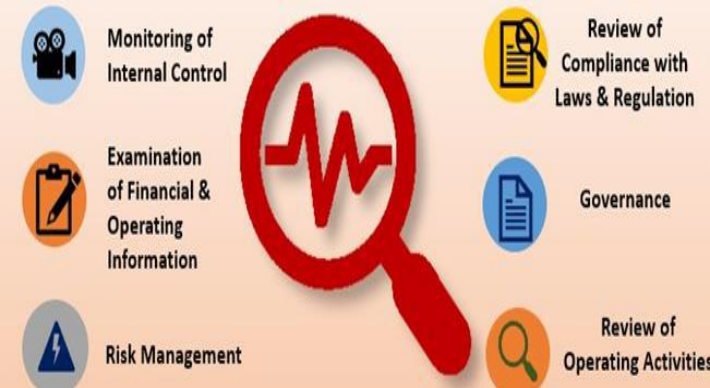 Monitoring of
Internal Control
Examination
of Financial &
Operating
Information
Risk Management
Review of
Compliance with
Laws & Regulation
Governance
Review of
Operating Activities